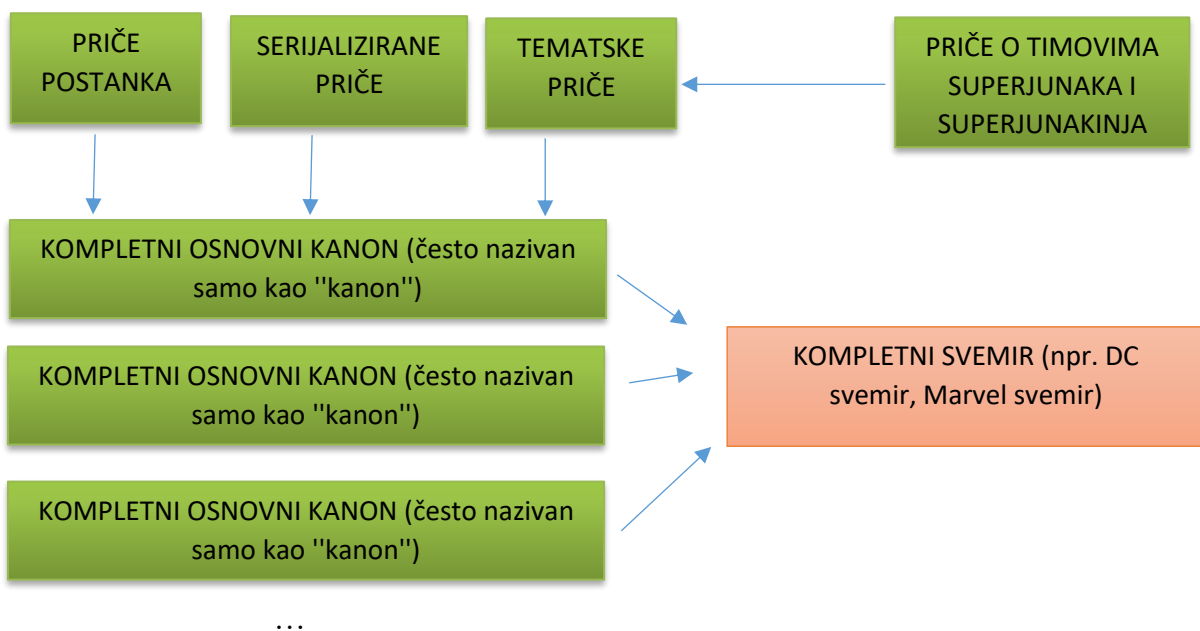 PRIČE
POSTANKA
SERIJALIZIRANE
PRIČE
TEMATSKE
PRIČE
PRIČE O TIMOVIMA
SUPERJUNAKA I
SUPERJUNAKINJA
KOMPLETNI OSNOVNI KANON (često nazivan
samo kao ''kanon'')
KOMPLETNI OSNOVNI KANON (često nazivan
samo kao ''kanon'')
KOMPLETNI OSNOVNI KANON (često nazivan
samo kao ''kanon'')
KOMPLETNI SVEMIR (npr. DC
svemir, Marvel svemir)
…